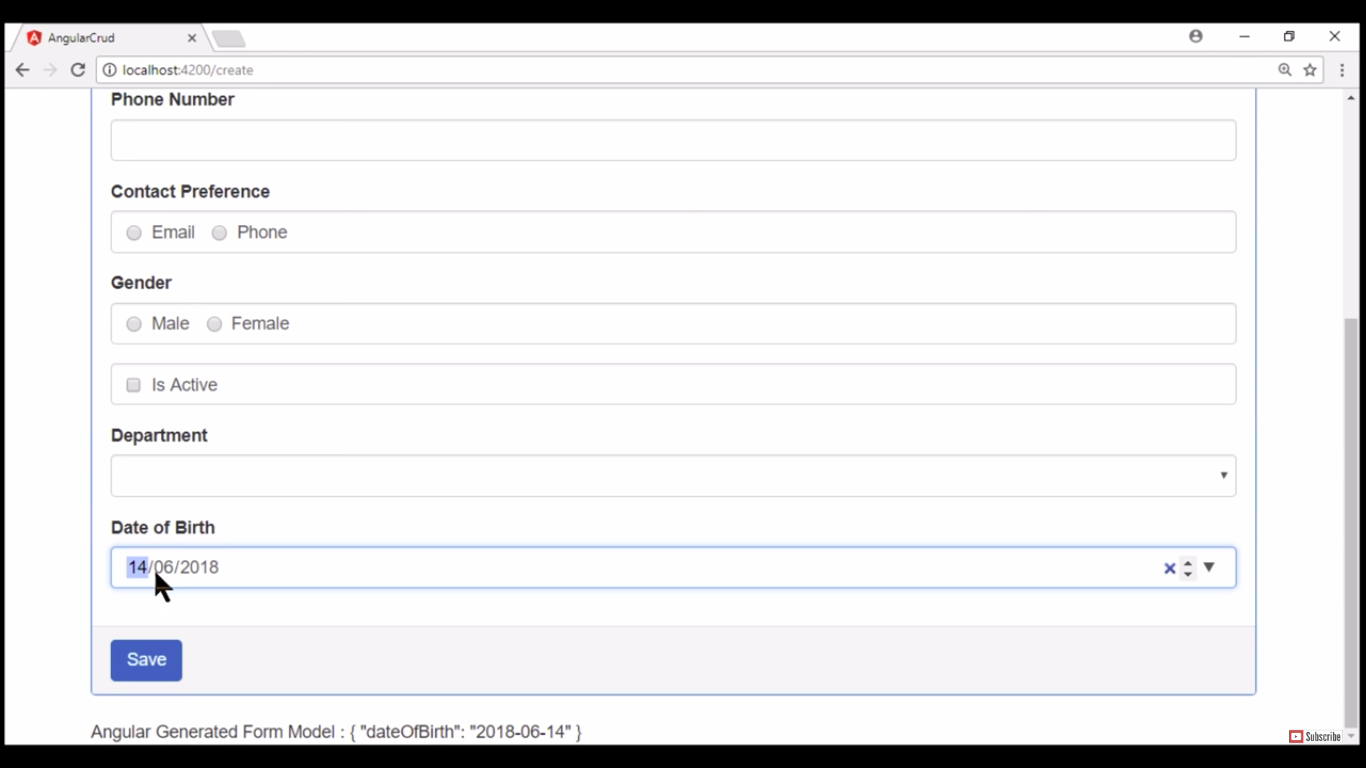 AngularCrud
localhost:4200/create
Phone Number
Contact Preference
Email Phone
Gender
Male Female
Is Active
Department
Date of Birth
14/06/2018
Save
Angular Generated Form Model : { "dateOfBirth": "2018-06-14" }
Subscribe